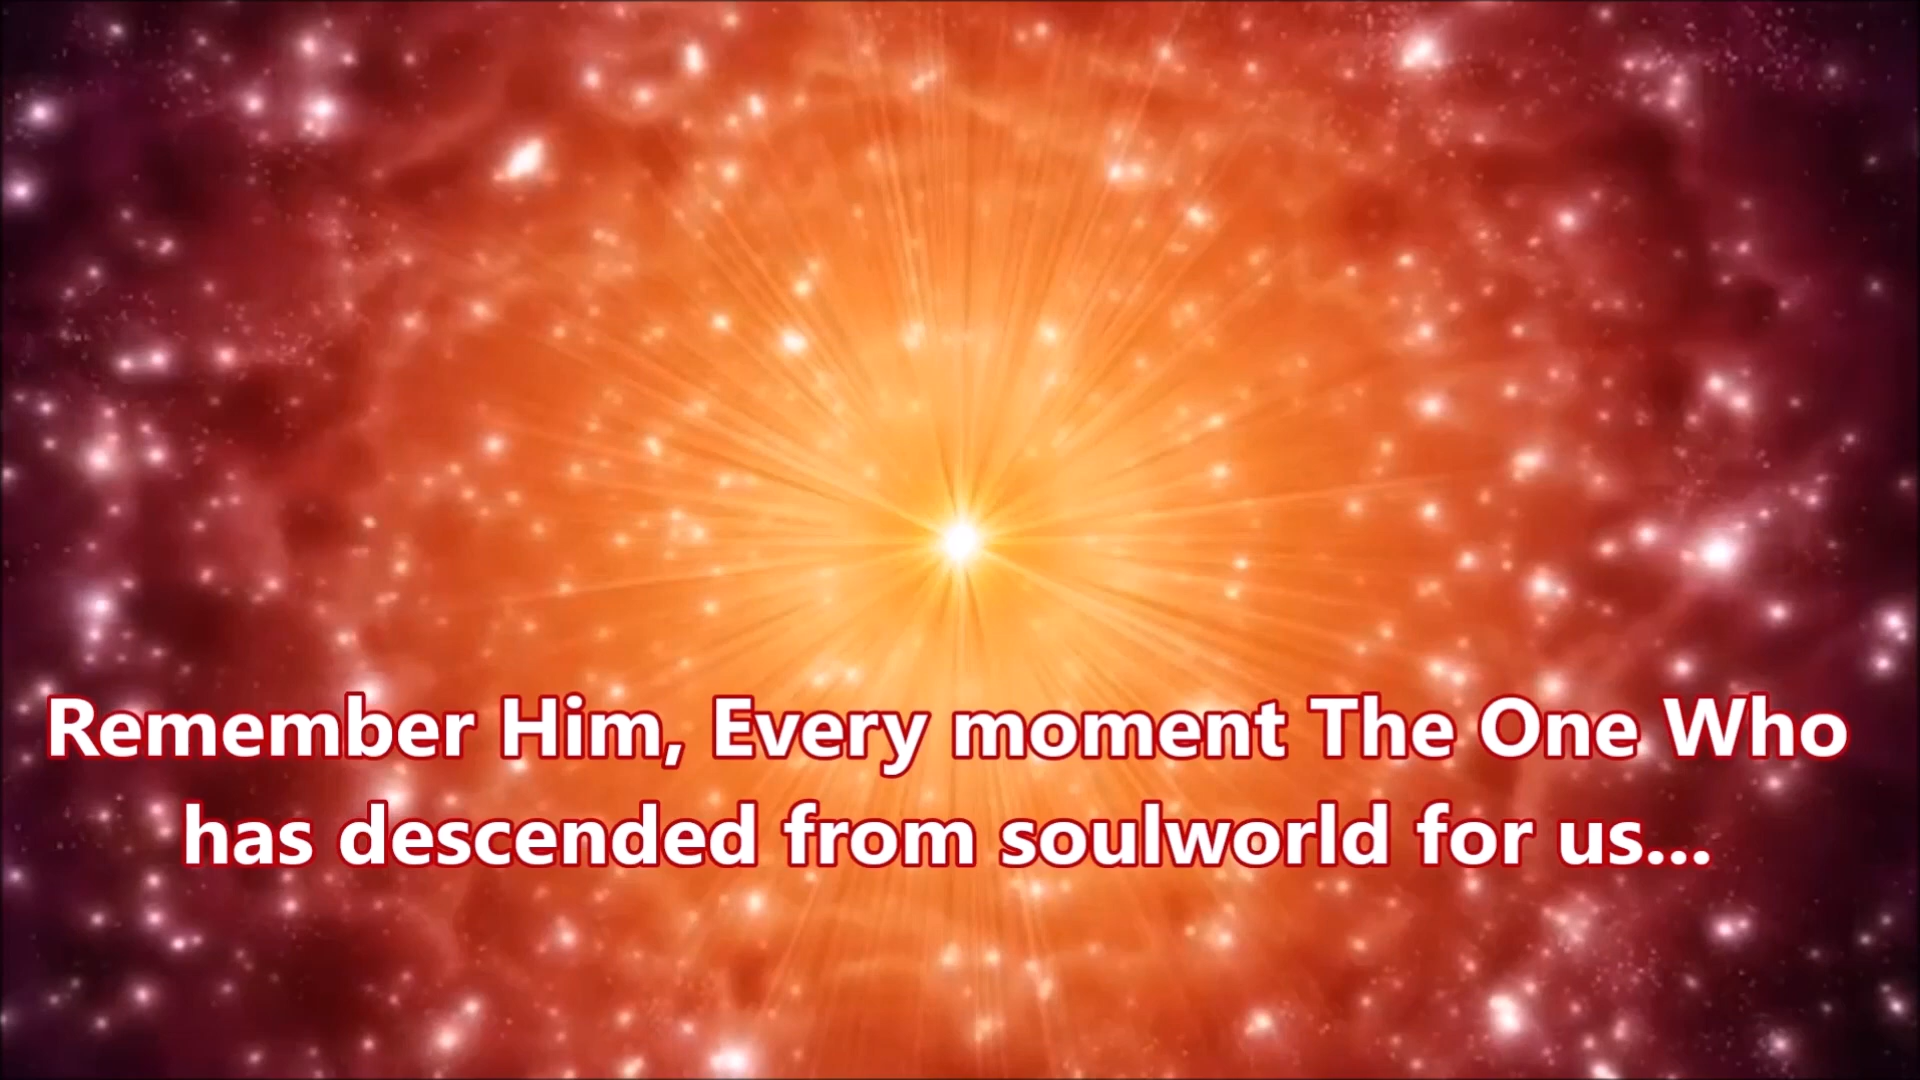 Remember Him, Every moment The One Who
has descended from soulworld for us...